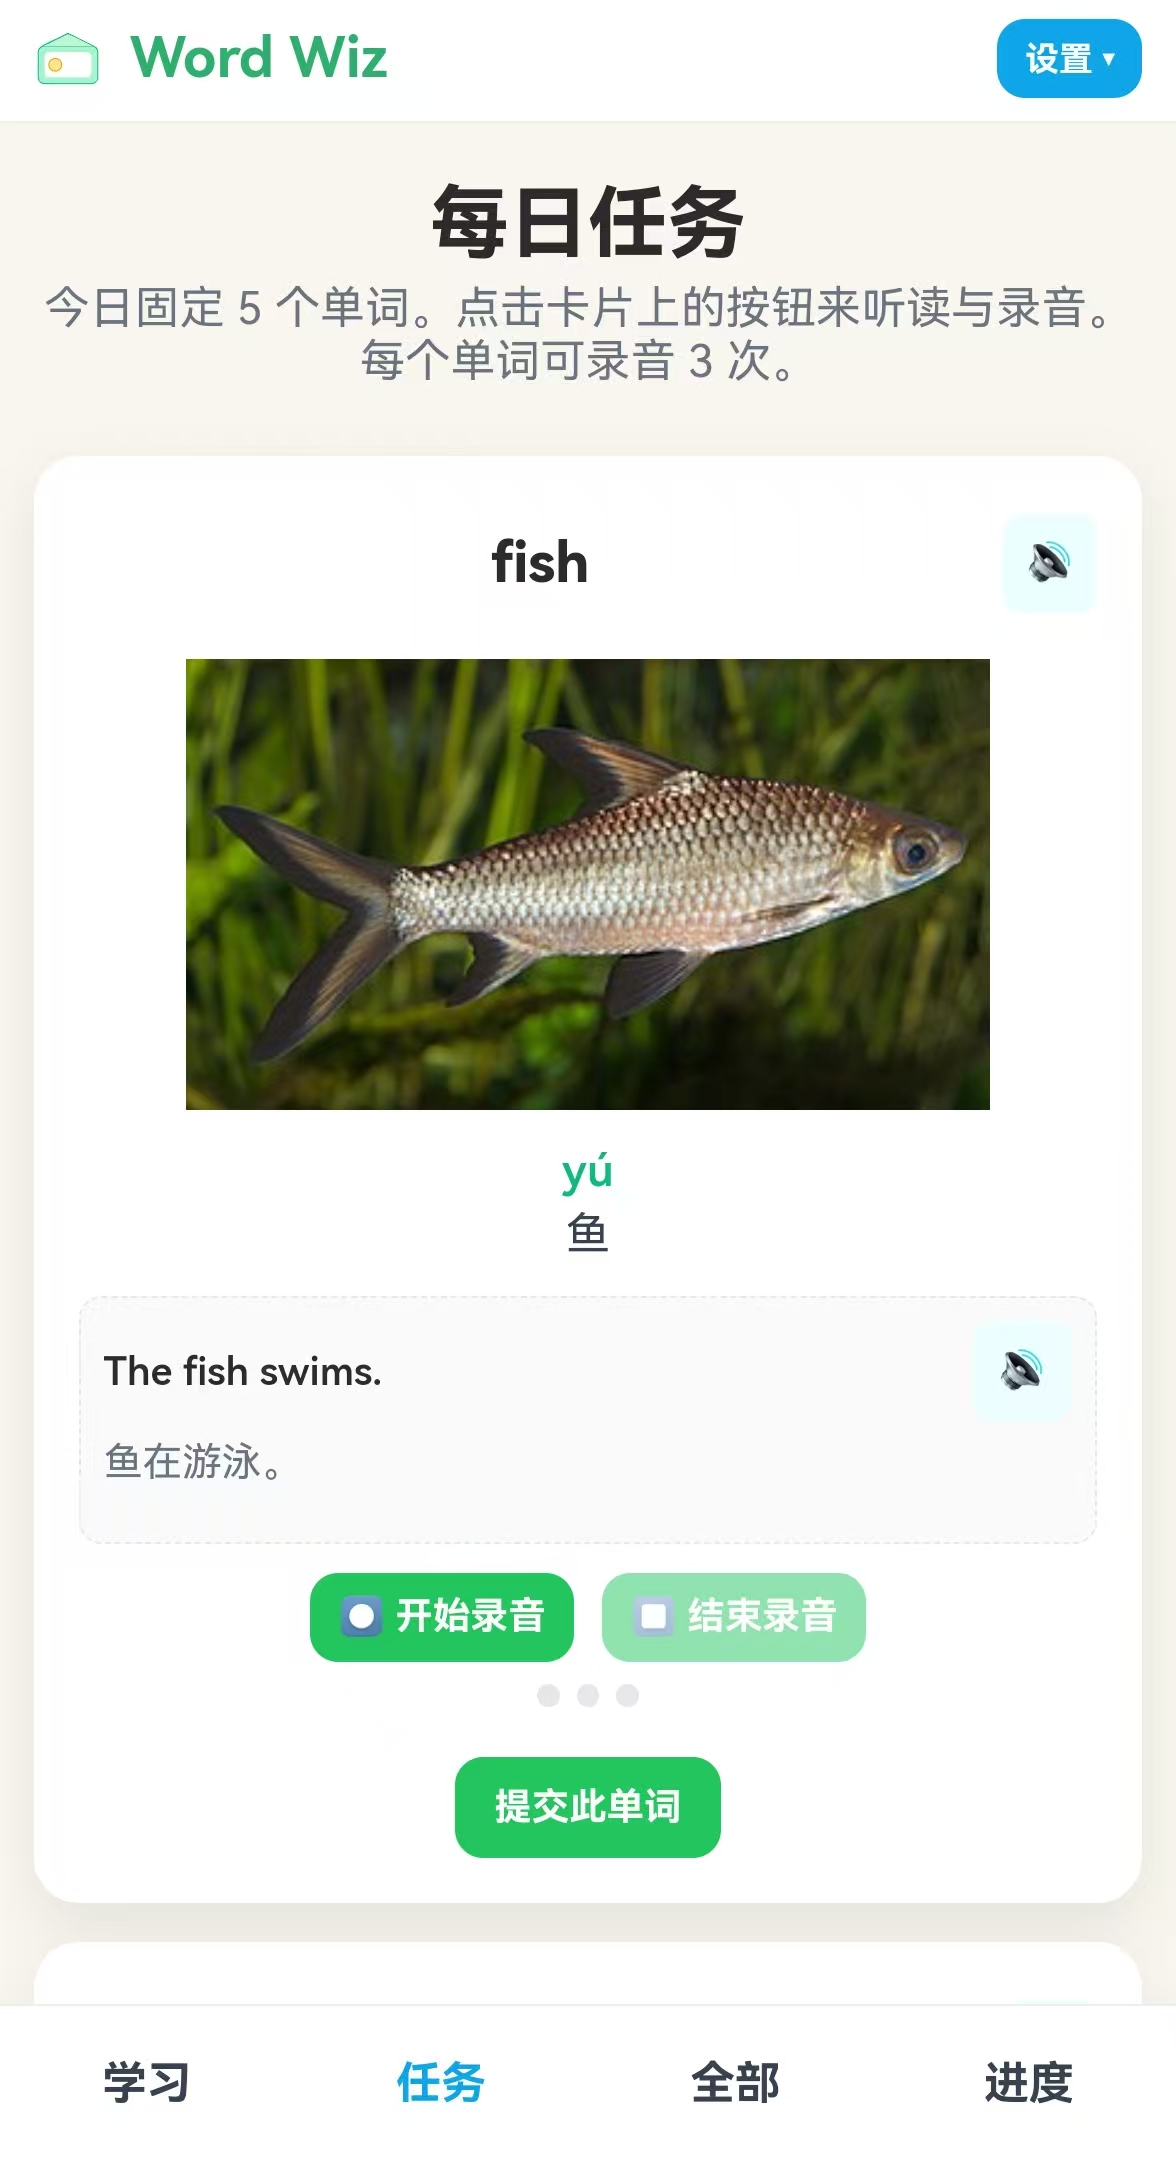 Word Wiz
设置 ▾
每日任务
今日固定 5 个单词。点击卡片上的按钮来听读与录音。
每个单词可录音 3 次。
fish
yú
鱼
The fish swims.
鱼在游泳。
开始录音 结束录音
提交此单词
学习 任务 全部 进度